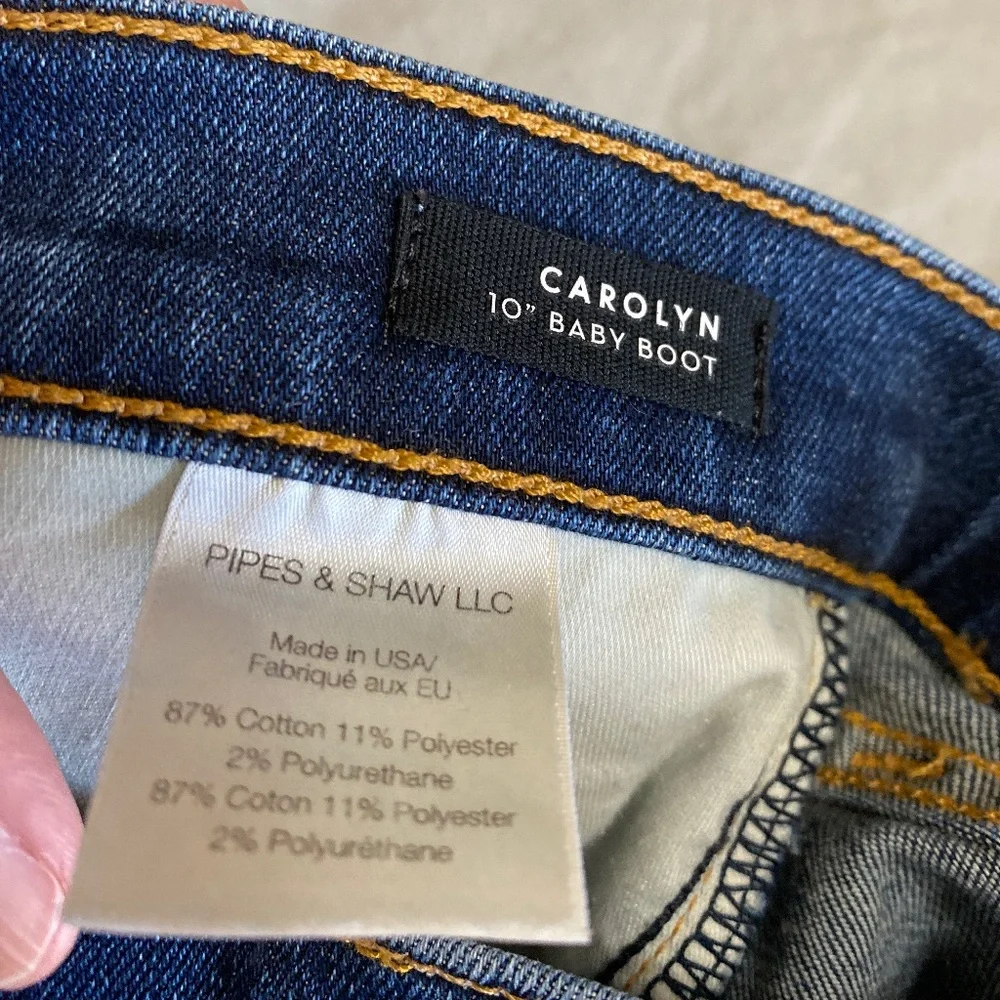 CAROLYN
10” BABY BOOT
PIPES & SHAW LLC
Made in USA/
Fabriqué aux EU
87% Cotton 11% Polyester
2% Polyurethane
87% Coton 11% Polyester
2% Polyuréthane